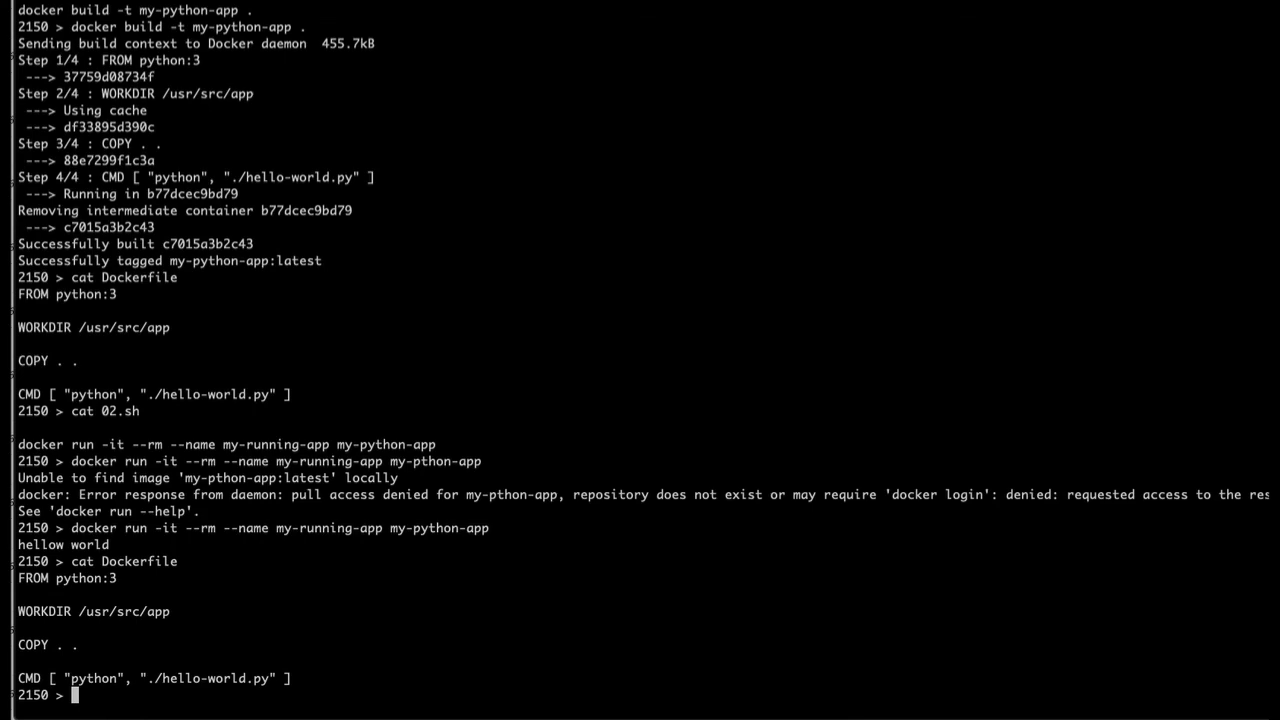 docker build -t my-python-app .
2150 > docker build -t my-python-app .
Sending build context to Docker daemon  455.7kB
Step 1/4 : FROM python:3
 ---> 37759d08734f
Step 2/4 : WORKDIR /usr/src/app
 ---> Using cache
 ---> df33895d390c
Step 3/4 : COPY . .
 ---> 88e7299f1c3a
Step 4/4 : CMD [ "python", "./hello-world.py" ]
 ---> Running in b77dcec9bd79
Removing intermediate container b77dcec9bd79
 ---> c7015a3b2c43
Successfully built c7015a3b2c43
Successfully tagged my-python-app:latest
2150 > cat Dockerfile
FROM python:3
WORKDIR /usr/src/app
COPY . .
CMD [ "python", "./hello-world.py" ]
2150 > cat 02.sh
docker run -it --rm --name my-running-app my-python-app
2150 > docker run -it --rm --name my-running-app my-pthon-app
Unable to find image 'my-pthon-app:latest' locally
docker: Error response from daemon: pull access denied for my-pthon-app, repository does not exist or may require 'docker login': denied: requested access to the res
See 'docker run --help'.
2150 > docker run -it --rm --name my-running-app my-python-app
hellow world
2150 > cat Dockerfile
FROM python:3
WORKDIR /usr/src/app
COPY . .
CMD [ "python", "./hello-world.py" ]
2150 >